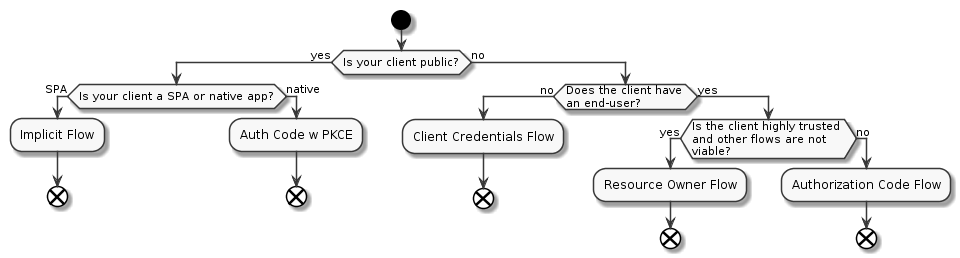 yes
Is your client public?
no
SPA
Is your client a SPA or native app?
native
Implicit Flow
Auth Code w PKCE
no
Does the client have
an end-user?
yes
Client Credentials Flow
yes
Is the client highly trusted
and other flows are not
viable?
no
Resource Owner Flow
Authorization Code Flow